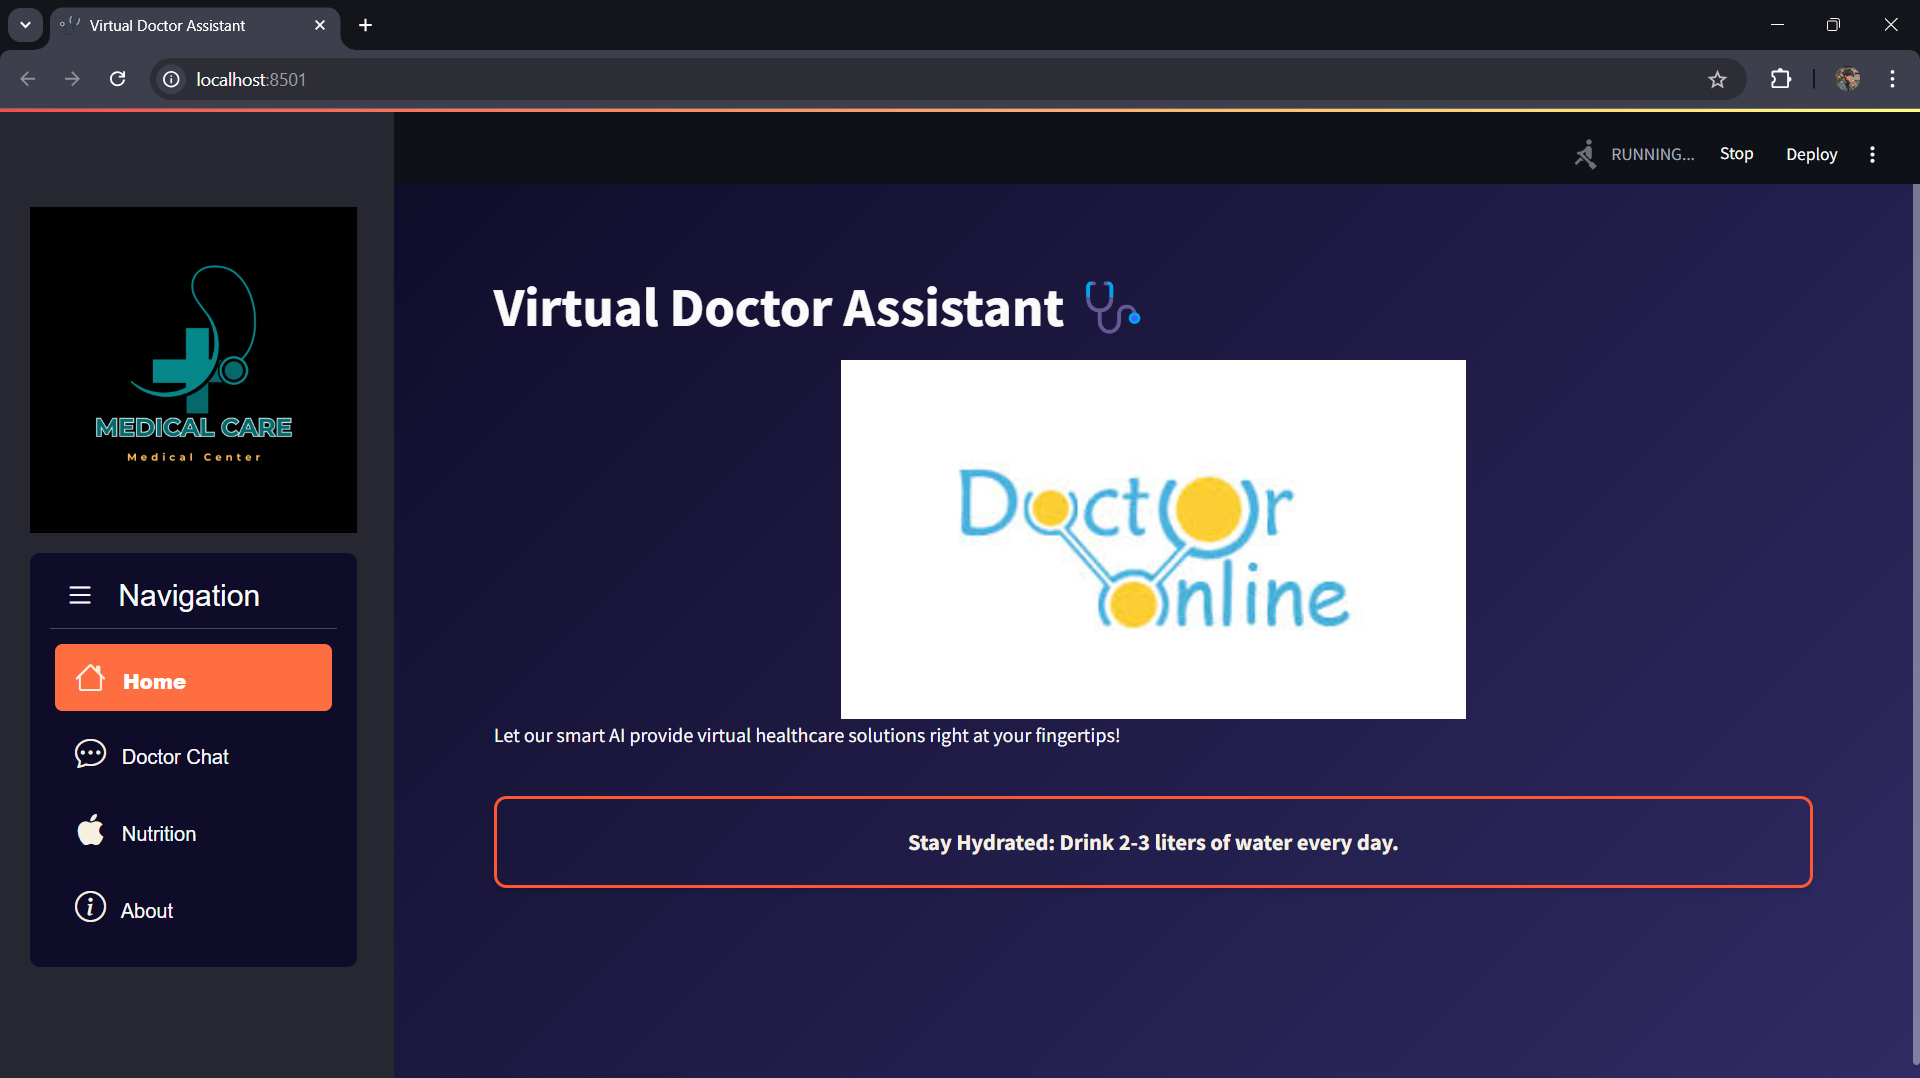 Virtual Doctor Assistant
localhost:8501
RUNNING...
Stop
Deploy
MEDICAL CARE
Medical Center
Navigation
Home
Doctor Chat
Nutrition
About
Virtual Doctor Assistant
Doctor
Online
Let our smart AI provide virtual healthcare solutions right at your fingertips!
Stay Hydrated: Drink 2-3 liters of water every day.